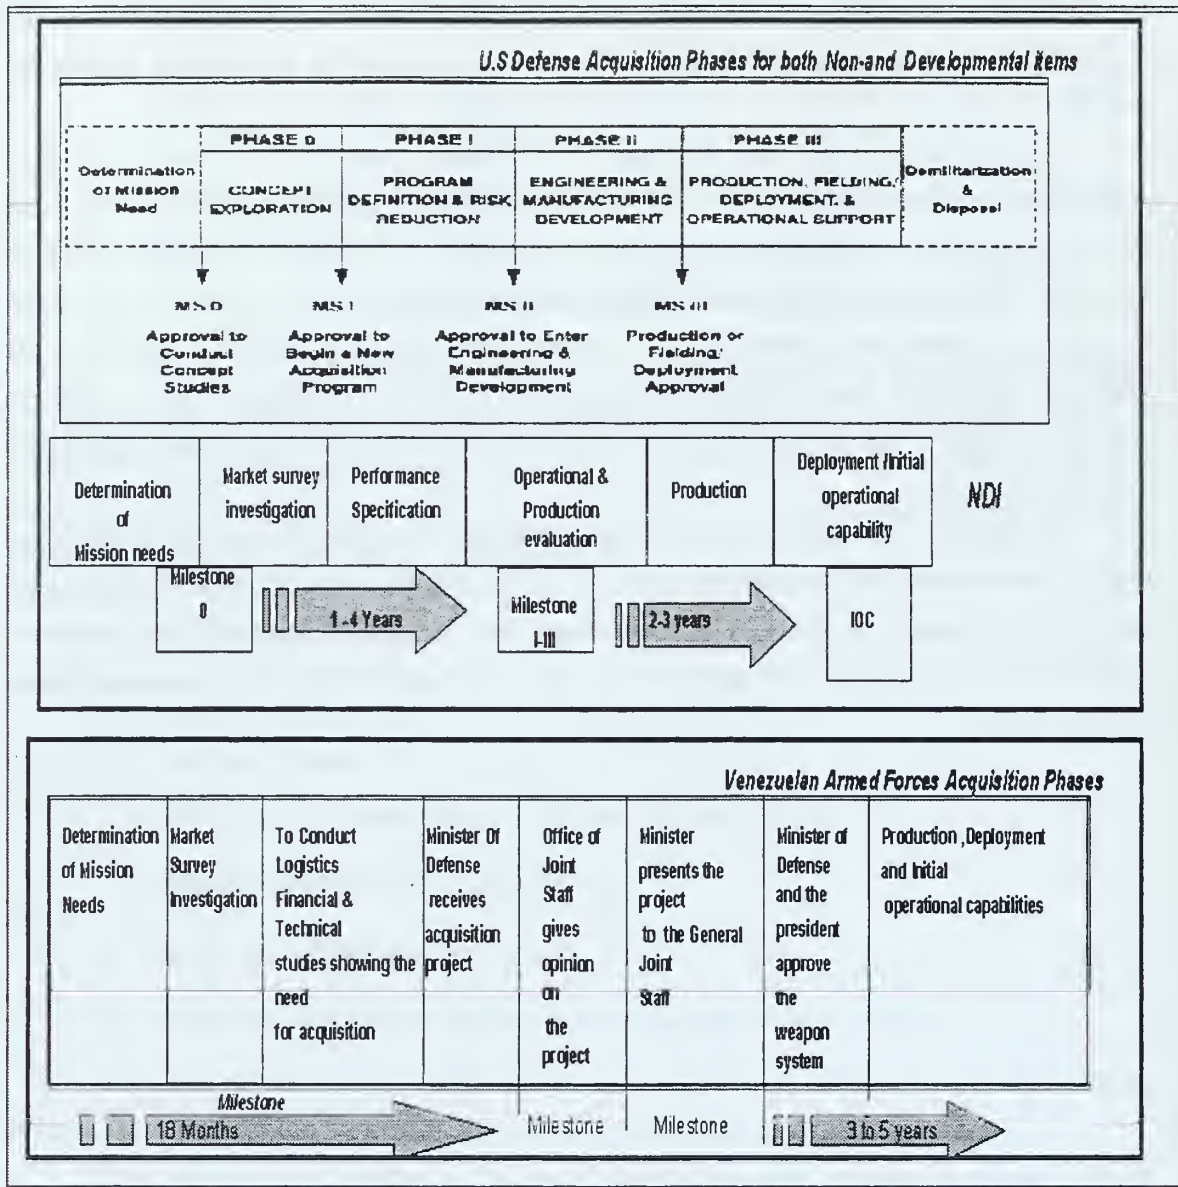 U.S Defense Acquisition Phases for both Non-and Developmental items
PHASE 0
PHASE I
PHASE II
PHASE III
Determination
of Mission
Need
CONCEPT
EXPLORATION
PROGRAM
DEFINITION & RISK
REDUCTION
ENGINEERING &
MANUFACTURING
DEVELOPMENT
PRODUCTION, FIELDING/
DEPLOYMENT, &
OPERATIONAL SUPPORT
Demilitarization
&
Disposal
MS 0
Approval to
Conduct
Concept
Studies
MS I
Approval to
Begin a New
Acquisition
Program
MS II
Approval to Enter
Engineering &
Manufacturing
Development
MS III
Production or
Fielding/
Deployment
Approval
Determination
of
Mission needs
Market survey
investigation
Performance
Specification
Operational &
Production
evaluation
Production
Deployment /Initial
operational
capability
NDI
Milestone
0
1 -4 Years
Milestone
I-III
2-3 years
IOC
Venezuelan Armed Forces Acquisition Phases
Determination
of Mission
Needs
Market
Survey
Investigation
To Conduct
Logistics
Financial &
Technical
studies showing the
need
for acquisition
Minister Of
Defense
receives
acquisition
project
Office of
Joint
Staff
gives
opinion
on
the
project
Minister
presents the
project
to the General
Joint
Staff
Minister of
Defense
and the
president
approve
the
weapon
system
Production ,Deployment
and Initial
operational capabilities
Milestone
18 Months
Milestone
Milestone
3 to 5 years